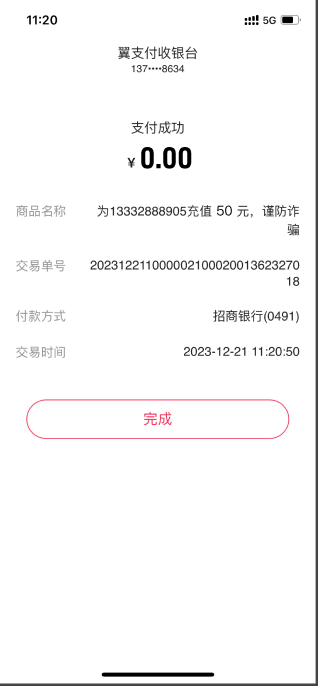 11:20
5G
翼支付收银台
137••••8634
支付成功
¥ 0.00
商品名称
为13332888905充值 50 元，谨防诈
骗
交易单号
20231221100000210002001362327​0
18
付款方式
招商银行(0491)
交易时间
2023-12-21 11:20:50
完成